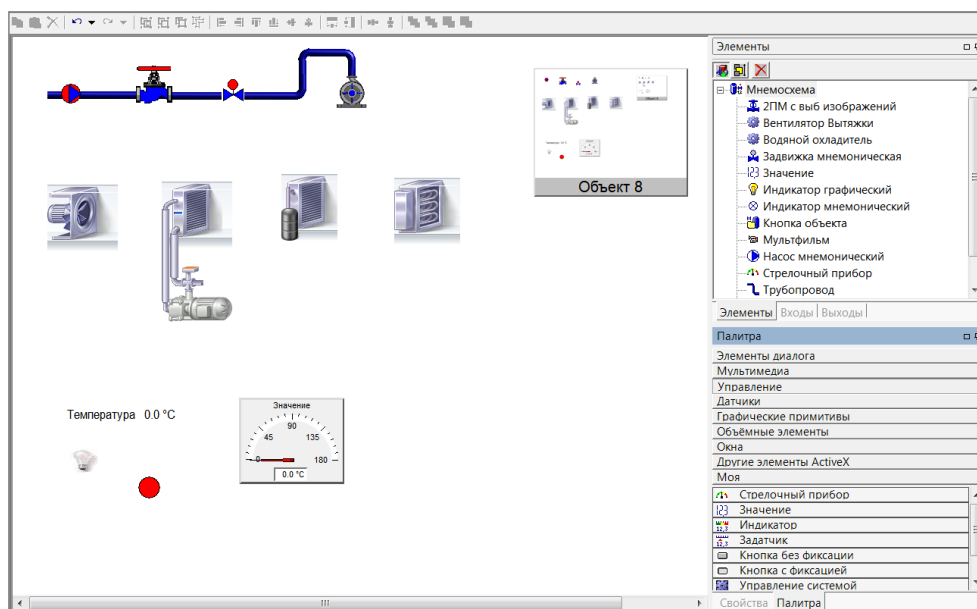 Элементы
Мнемосхема
2ПМ с выб изображений
Вентилятор Вытяжки
Водяной охладитель
Задвижка мнемоническая
Значение
Индикатор графический
Индикатор мнемонический
Кнопка объекта
Мультфильм
Насос мнемонический
Стрелочный прибор
Трубопровод
Элементы Входы Выходы
Объект 8
Палитра
Элементы диалога
Мультимедиа
Управление
Датчики
Графические примитивы
Объёмные элементы
Окна
Другие элементы ActiveX
Моя
Стрелочный прибор
Значение
Индикатор
Задатчик
Кнопка без фиксации
Кнопка с фиксацией
Управление системой
Свойства Палитра
Температура 0.0 °C
Значение
90
45 135
0 180
0.0 °C